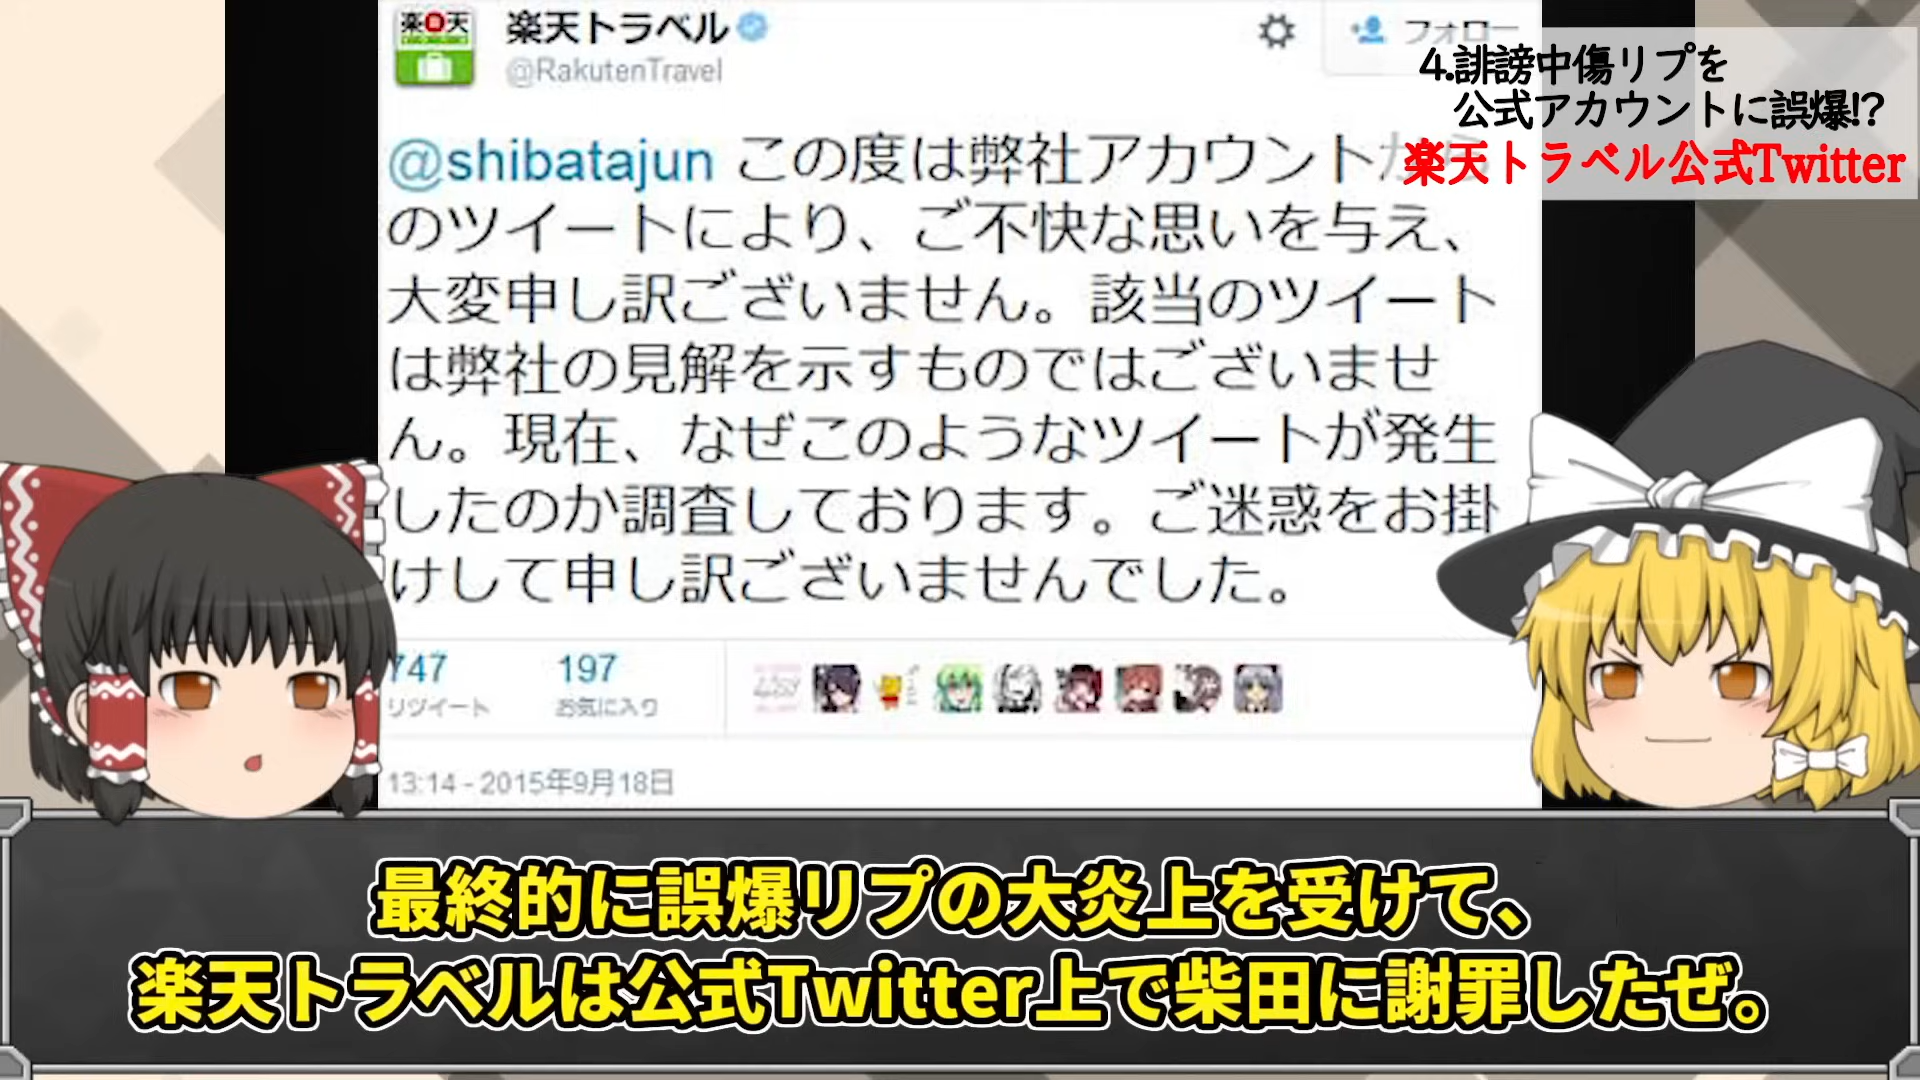 楽天
楽天トラベル
@RakutenTravel
フォロー
4.誹謗中傷リプを
公式アカウントに誤爆!?
楽天トラベル公式Twitter
@shibatajun この度は弊社アカウントから
のツイートにより、ご不快な思いを与え、
大変申し訳ございません。該当のツイート
は弊社の見解を示すものではございませ
ん。現在、なぜこのようなツイートが発生
したのか調査しております。ご迷惑をお掛
けして申し訳ございませんでした。
747
197
リツイート
お気に入り
13:14 - 2015年9月18日
最終的に誤爆リプの大炎上を受けて、
楽天トラベルは公式Twitter上で柴田に謝罪したぜ。